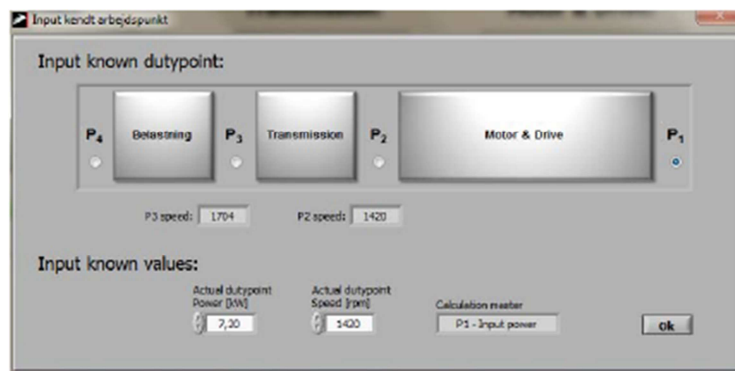 Input kendt arbejdspunkt
Input known dutypoint:
P4 Belastning P3 Transmission P2 Motor & Drive P1
P3 speed: 1704 P2 speed: 1420
Input known values:
Actual dutypoint Actual dutypoint
Power [kW] Speed [rpm] Calculation master
7,20 1420 P1 - Input power Ok